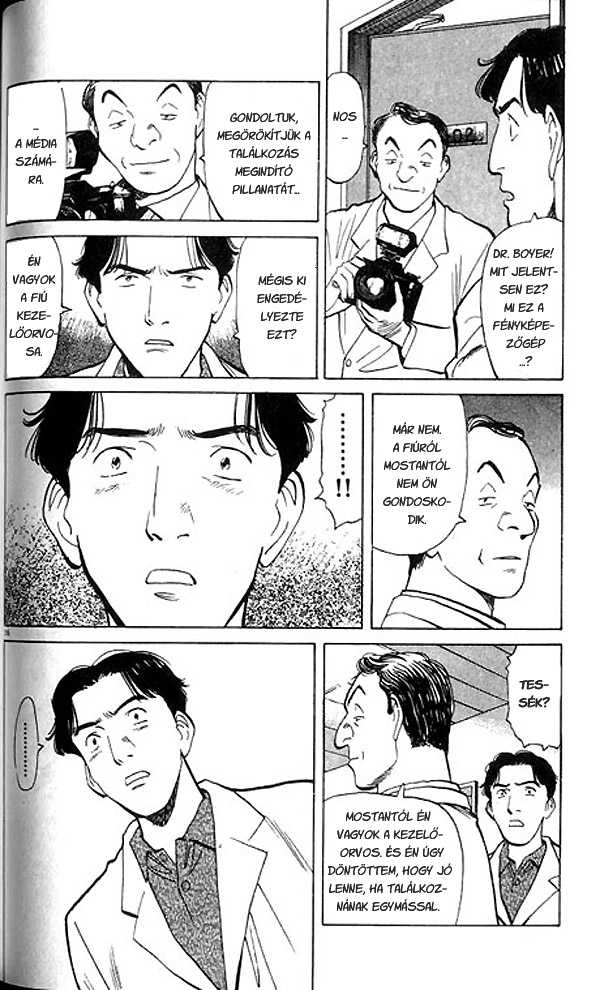 DR. BOYER!
MIT JELENT-
SEN EZ?
MI EZ A
FÉNYKÉPE-
ZŐGÉP
...?
NOS
–
GONDOLTUK,
MEGÖRÖKÍTJÜK A
TALÁLKOZÁS
MEGINDÍTÓ
PILLANATÁT...
–
A MÉDIA
SZÁMÁ-
RA.
MÉGIS KI
ENGEDÉ-
LYEZTE
EZT?
ÉN
VAGYOK
A FIÚ
KEZE-
LŐORVO-
SA.
MÁR NEM.
A FIÚRÓL
MOSTANTÓL
NEM ÖN
GONDOSKO-
DIK.
.........!!
TES-
SÉK?
MOSTANTÓL ÉN
VAGYOK A KEZELŐ-
ORVOS. ÉS ÉN ÚGY
DÖNTÖTTEM, HOGY JÓ
LENNE, HA TALÁLKOZ-
NÁNAK EGYMÁSSAL.
.........